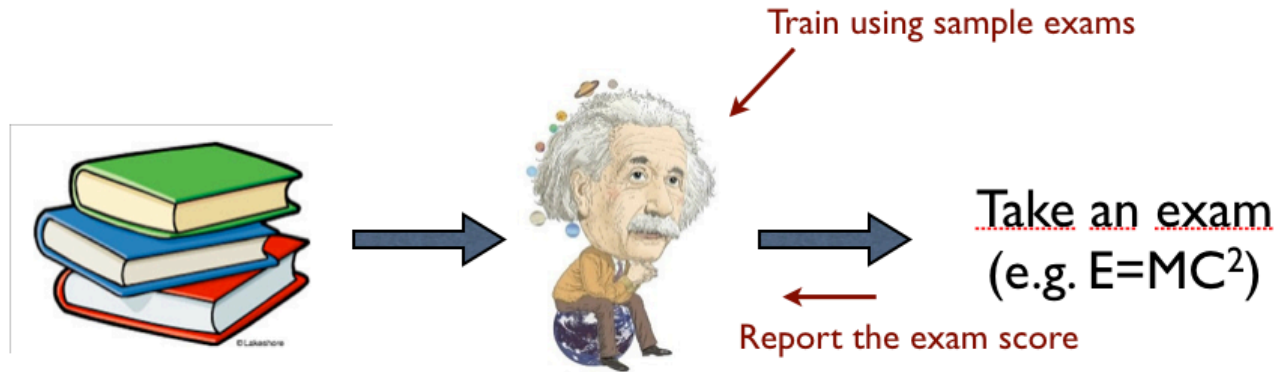 Train using sample exams
Take an exam
(e.g. E=MC²)
Report the exam score
©Lakeshore